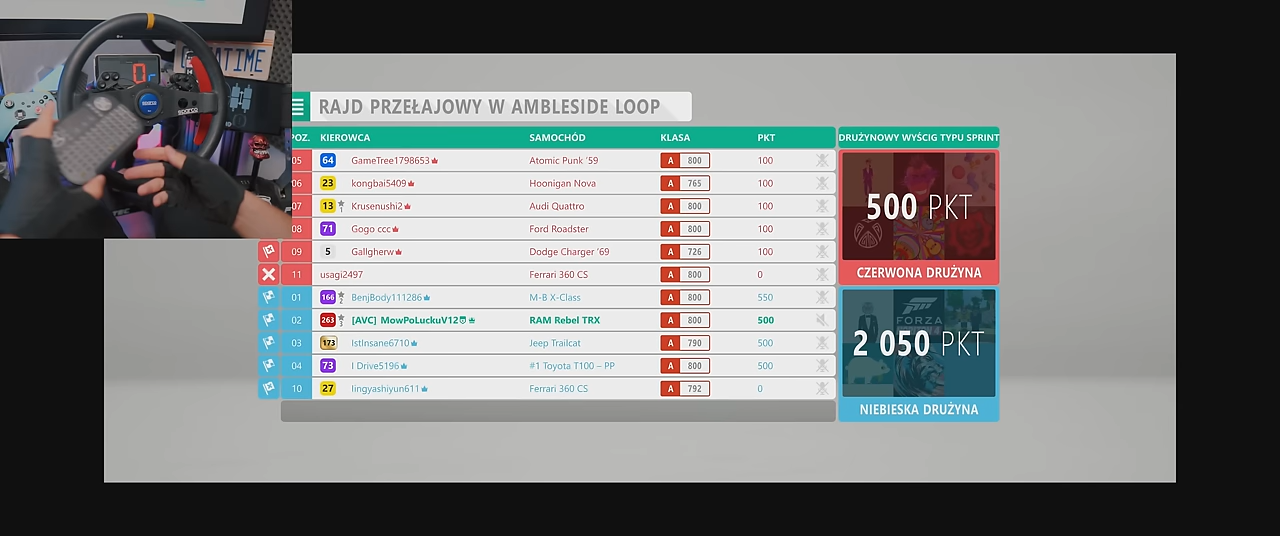 RAJD PRZEŁAJOWY W AMBLESIDE LOOP
POZ. KIEROWCA SAMOCHÓD KLASA PKT
05 64 GameTree1798653 Atomic Punk '59 A 800 100
06 23 kongbai5409 Hoonigan Nova A 765 100
07 13 1 Krusenushi2 Audi Quattro A 800 100
08 71 Gogo ccc Ford Roadster A 800 100
09 5 Gallgherw Dodge Charger '69 A 726 100
11 usagi2497 Ferrari 360 CS A 800 0
01 166 2 BenjBody111286 M-B X-Class A 800 550
02 263 3 [AVC] MowPoLuckuV12 RAM Rebel TRX A 800 500
03 173 IstInsane6710 Jeep Trailcat A 790 500
04 73 I Drive5196 #1 Toyota T100 – PP A 800 500
10 27 lingyashiyun611 Ferrari 360 CS A 792 0
DRUŻYNOWY WYŚCIG TYPU SPRINT
500 PKT
CZERWONA DRUŻYNA
FORZA
2 050 PKT
NIEBIESKA DRUŻYNA
sparco